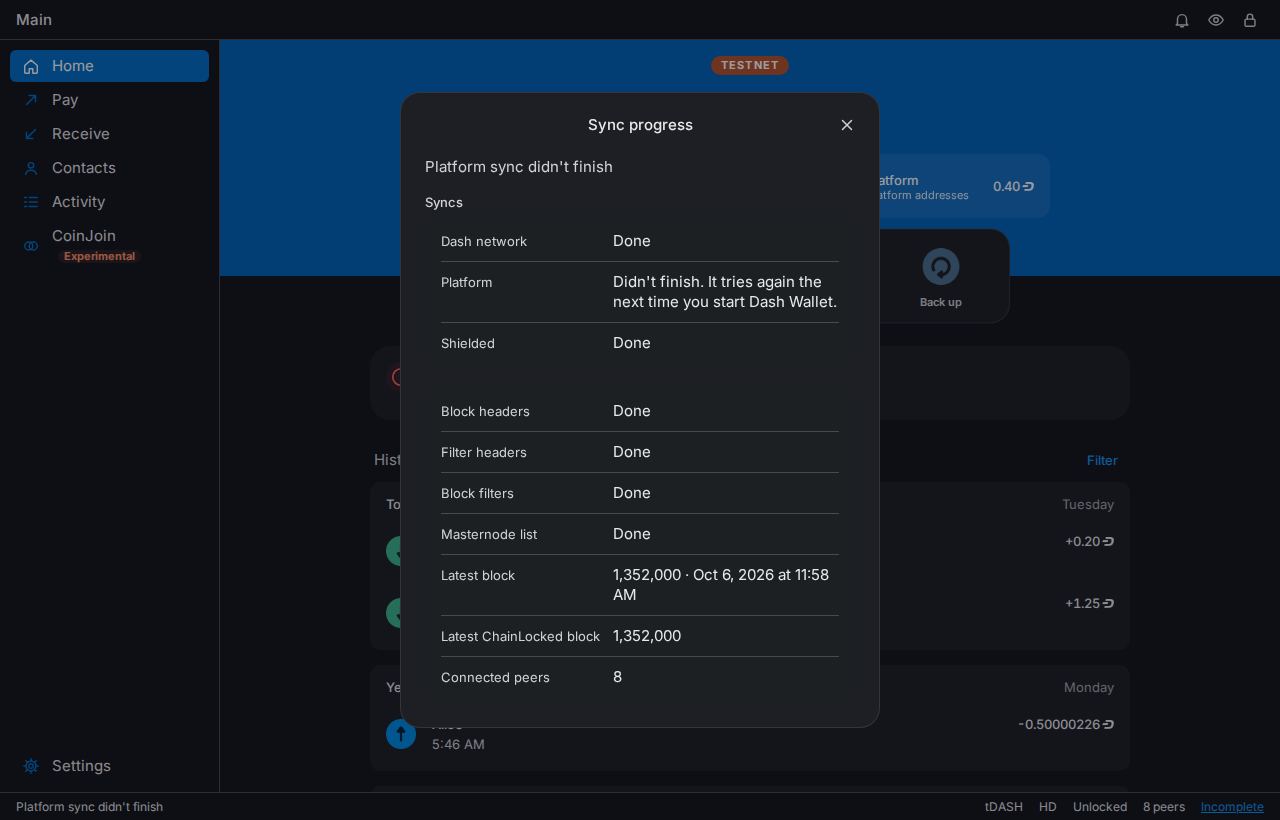 Main
Home
Pay
Receive
Contacts
Activity
CoinJoin
Experimental
Settings
TESTNET
atform
atform addresses
0.40
Back up
Filter
Tuesday
+0.20
+1.25
Monday
-0.50000226
5:46 AM
Sync progress
Platform sync didn't finish
Syncs
Dash network Done
Platform Didn't finish. It tries again the
next time you start Dash Wallet.
Shielded Done
Block headers Done
Filter headers Done
Block filters Done
Masternode list Done
Latest block 1,352,000 · Oct 6, 2026 at 11:58
AM
Latest ChainLocked block 1,352,000
Connected peers 8
Platform sync didn't finish
tDASH HD Unlocked 8 peers Incomplete